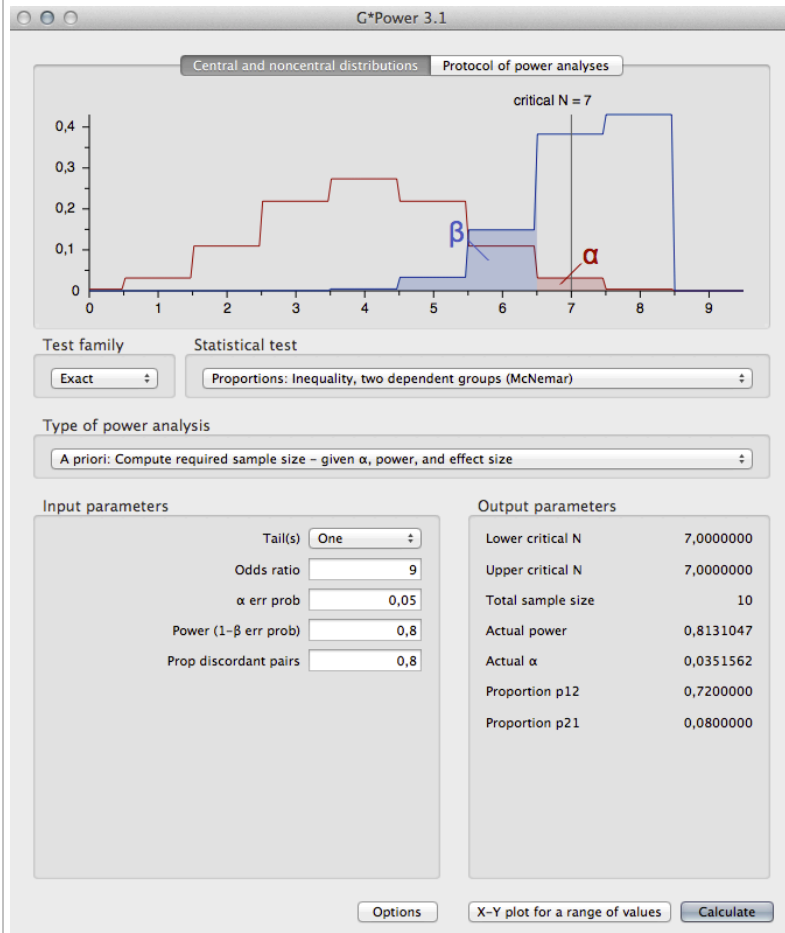 G*Power 3.1
Central and noncentral distributions Protocol of power analyses
critical N = 7
0,4
0,3
0,2
0,1
0
β
α
0 1 2 3 4 5 6 7 8 9
Test family Statistical test
Exact Proportions: Inequality, two dependent groups (McNemar)
Type of power analysis
A priori: Compute required sample size – given α, power, and effect size
Input parameters Output parameters
Tail(s) One Lower critical N 7,0000000
Odds ratio 9 Upper critical N 7,0000000
α err prob 0,05 Total sample size 10
Power (1–β err prob) 0,8 Actual power 0,8131047
Prop discordant pairs 0,8 Actual α 0,0351562
Proportion p12 0,7200000
Proportion p21 0,0800000
Options X–Y plot for a range of values Calculate